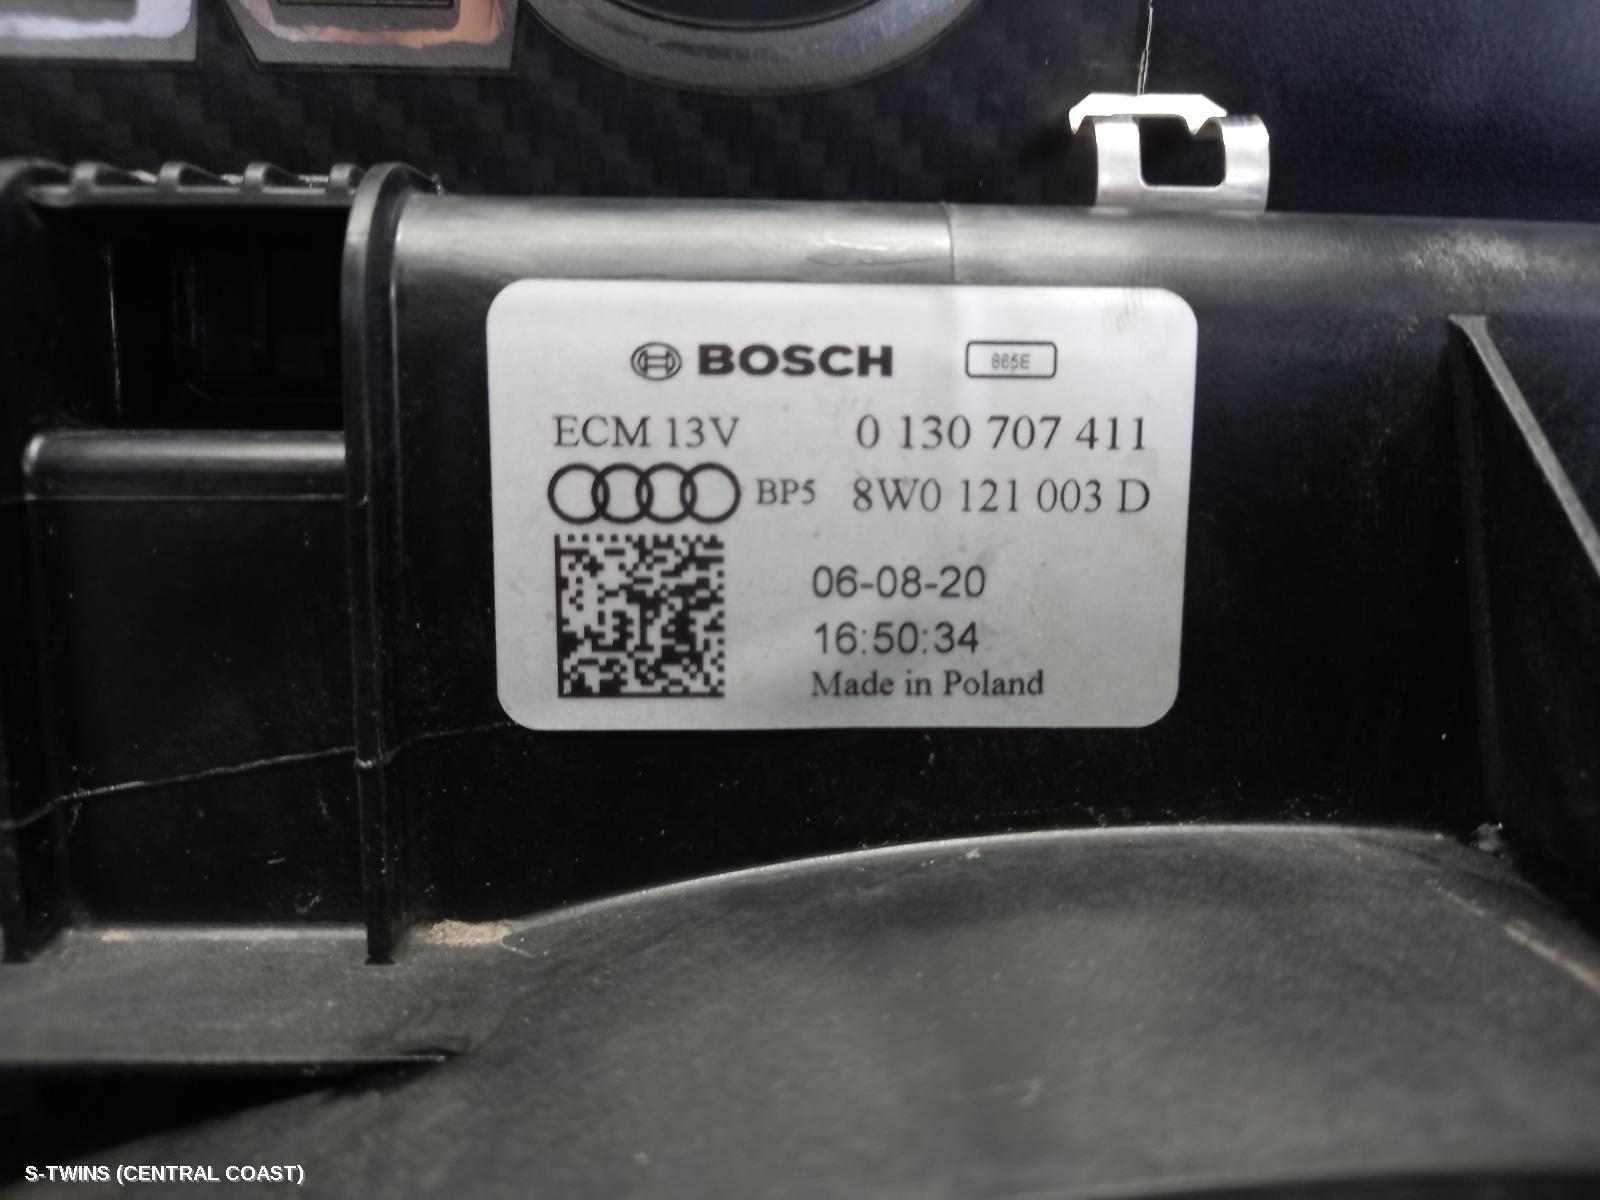 BOSCH 865E
ECM 13V 0 130 707 411
BP5 8W0 121 003 D
06-08-20
16:50:34
Made in Poland
S-TWINS (CENTRAL COAST)